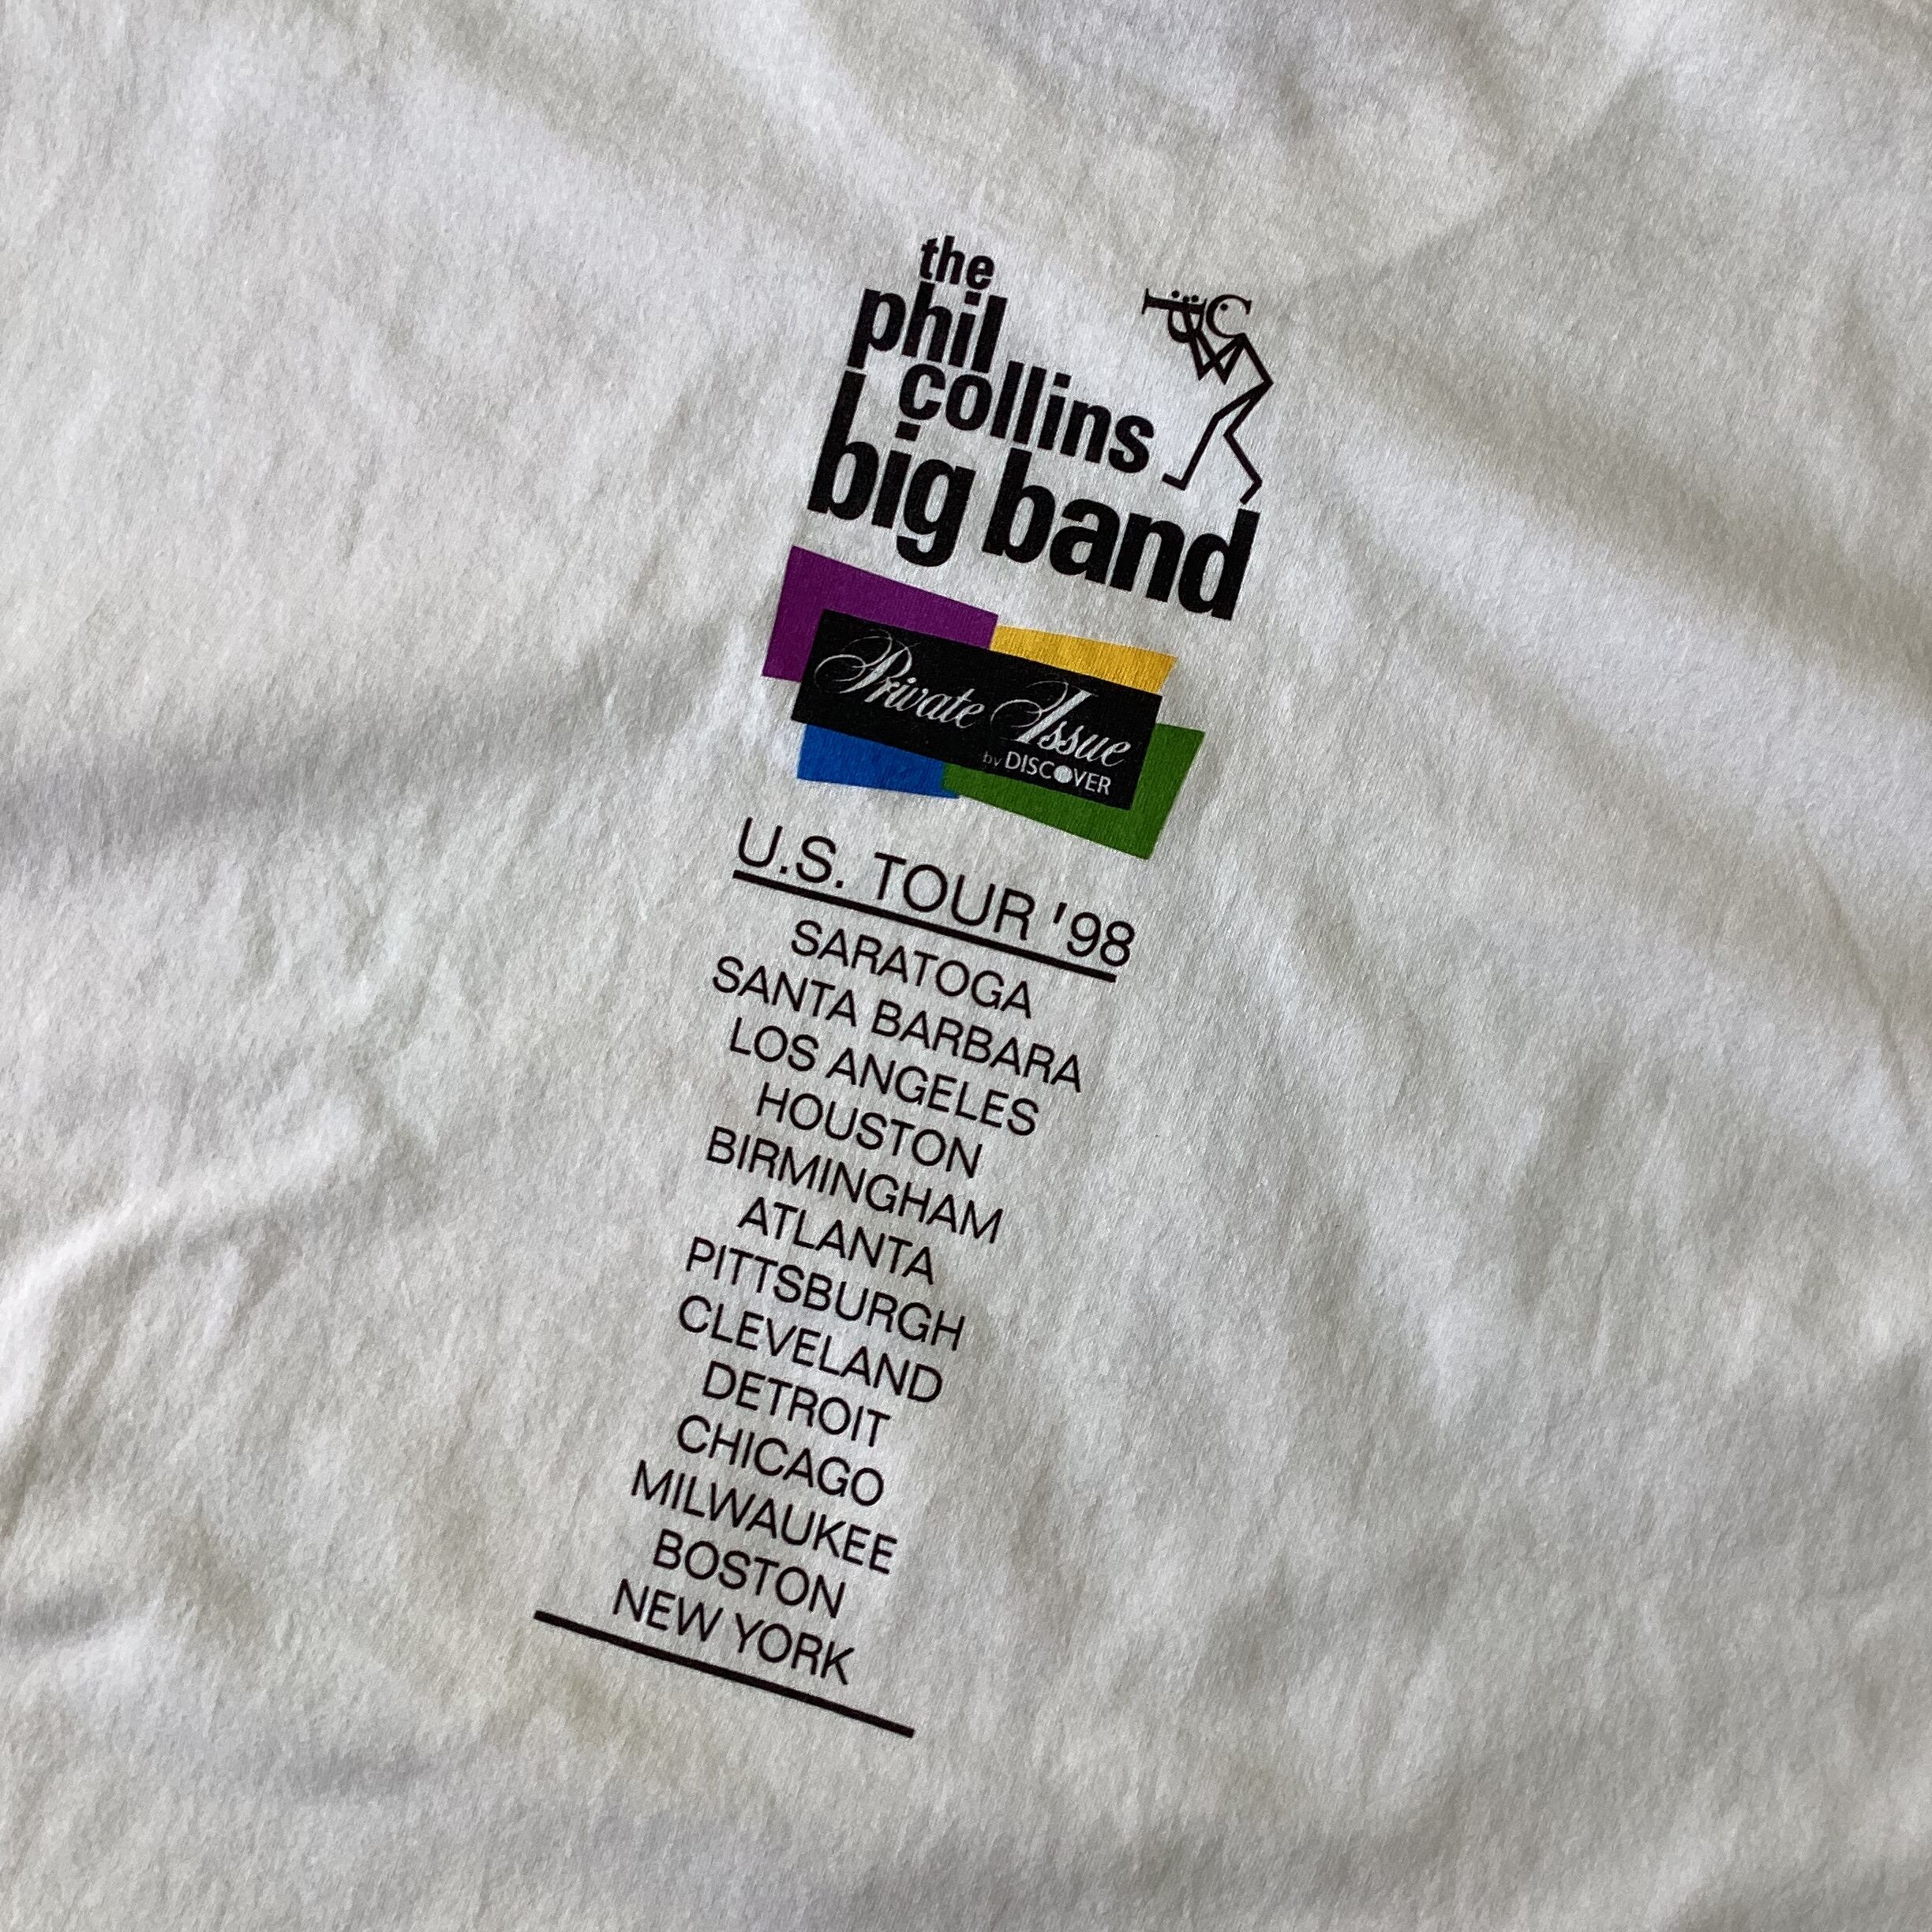 the
phil
collins
big band
Private Issue
by DISCOVER
U.S. TOUR '98
SARATOGA
SANTA BARBARA
LOS ANGELES
HOUSTON
BIRMINGHAM
ATLANTA
PITTSBURGH
CLEVELAND
DETROIT
CHICAGO
MILWAUKEE
BOSTON
NEW YORK